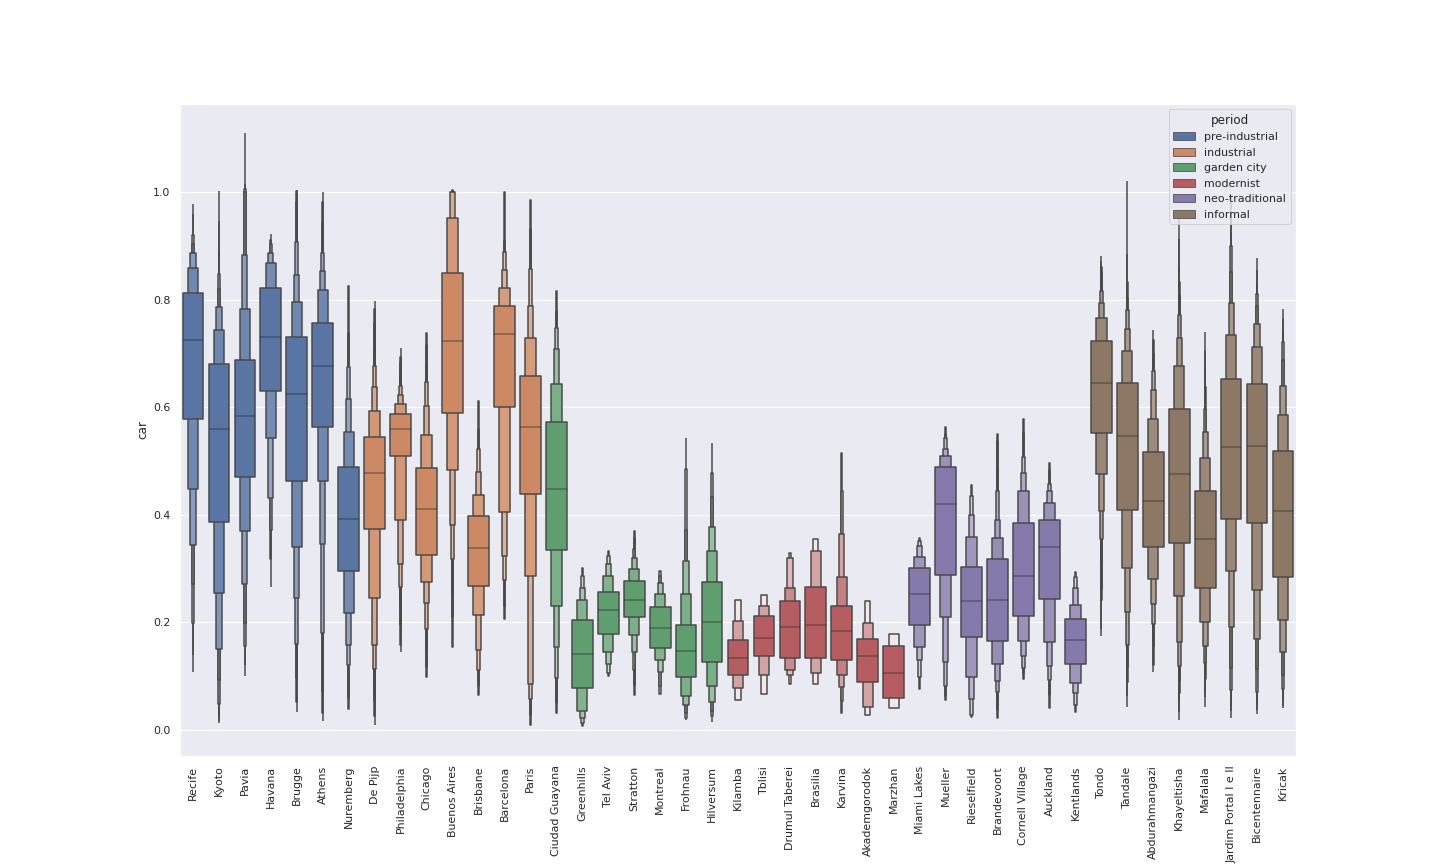 period
pre-industrial
industrial
garden city
modernist
neo-traditional
informal
car
1.0
0.8
0.6
0.4
0.2
0.0
Recife
Kyoto
Pavia
Havana
Brugge
Athens
Nuremberg
De Pijp
Philadelphia
Chicago
Buenos Aires
Brisbane
Barcelona
Paris
Ciudad Guayana
Greenhills
Tel Aviv
Stratton
Montreal
Frohnau
Hilversum
Kilamba
Tblisi
Drumul Taberei
Brasilia
Karvina
Akademgorodok
Marzhan
Miami Lakes
Mueller
Rieselfield
Brandevoort
Cornell Village
Auckland
Kentlands
Tondo
Tandale
Abdurahmangazi
Khayeltisha
Mafalala
Jardim Portal I e II
Bicentennaire
Kricak